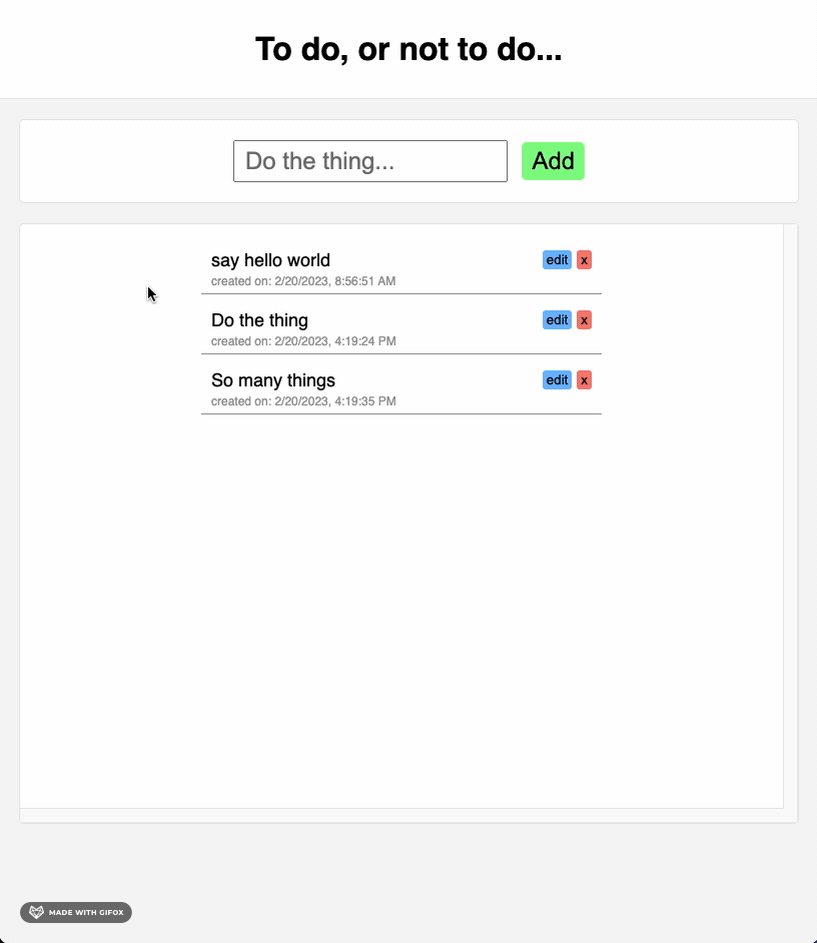 To do, or not to do...
Do the thing... Add
say hello world edit x
created on: 2/20/2023, 8:56:51 AM
Do the thing edit x
created on: 2/20/2023, 4:19:24 PM
So many things edit x
created on: 2/20/2023, 4:19:35 PM
MADE WITH GIFOX